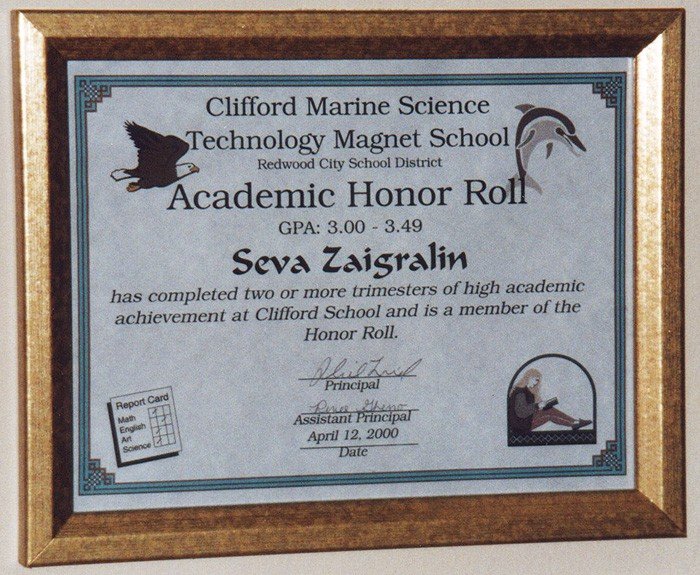 Clifford Marine Science
Technology Magnet School
Redwood City School District
Academic Honor Roll
GPA: 3.00 - 3.49
Seva Zaigralin
has completed two or more trimesters of high academic
achievement at Clifford School and is a member of the
Honor Roll.
Principal
Assistant Principal
April 12, 2000
Date
Report Card
Math
English
Art
Science